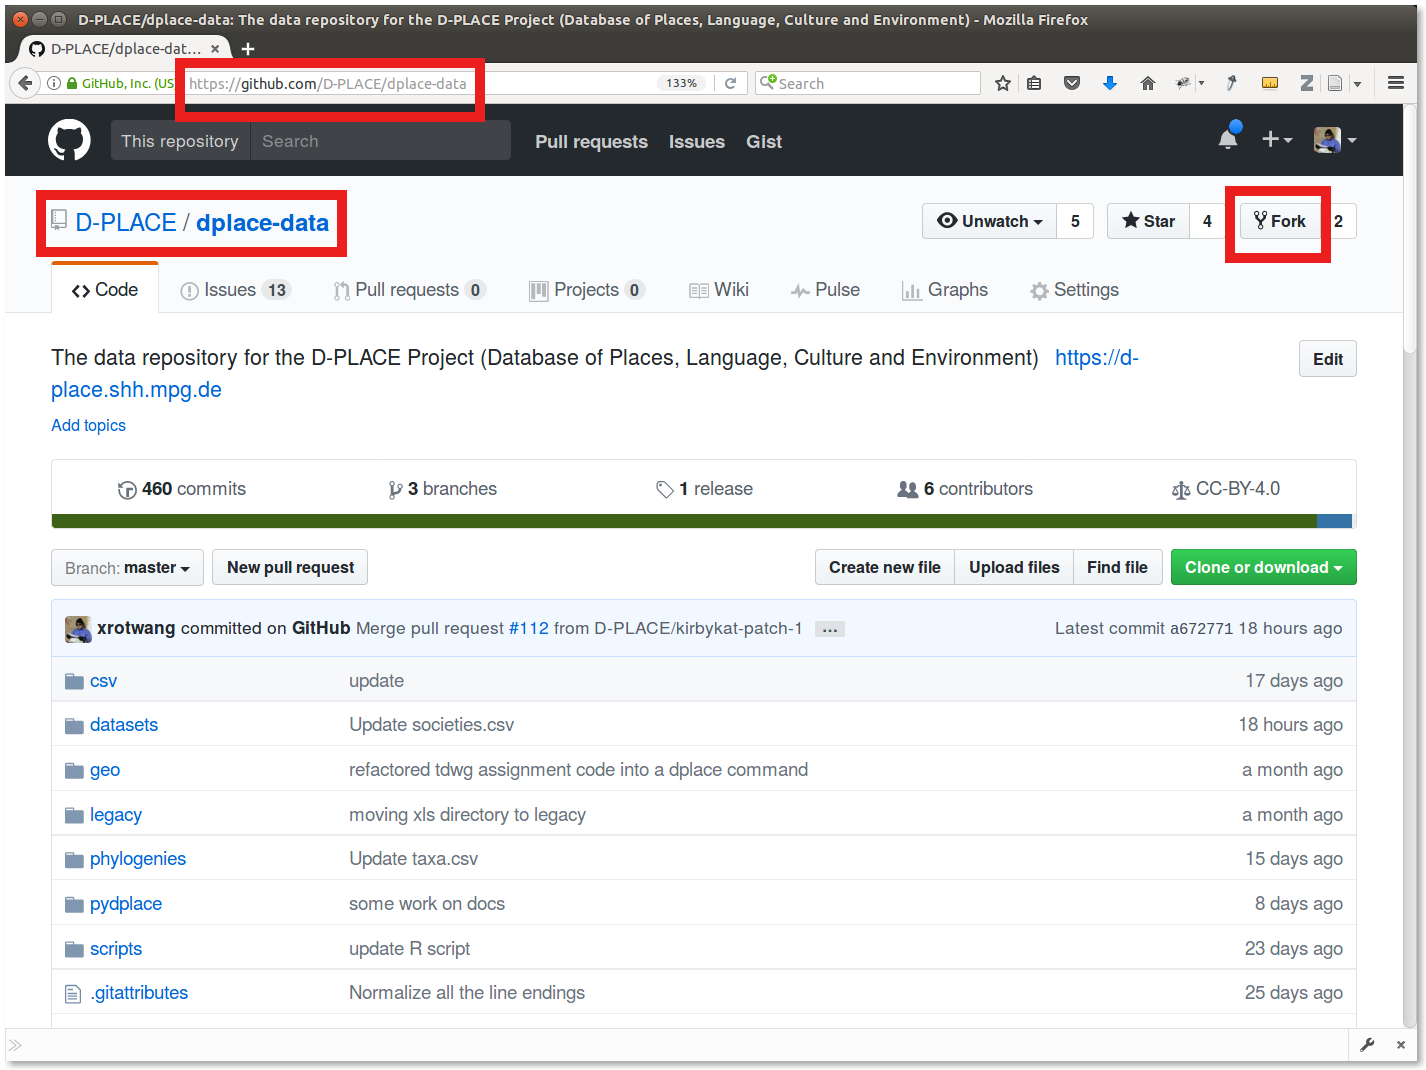 D-PLACE/dplace-data: The data repository for the D-PLACE Project (Database of Places, Language, Culture and Environment) - Mozilla Firefox
D-PLACE/dplace-dat... × +
GitHub, Inc. (US) https://github.com/D-PLACE/dplace-data 133% Search
This repository Search Pull requests Issues Gist
D-PLACE / dplace-data Unwatch 5 Star 4 Fork 2
Code Issues 13 Pull requests 0 Projects 0 Wiki Pulse Graphs Settings
The data repository for the D-PLACE Project (Database of Places, Language, Culture and Environment) https://d-
place.shh.mpg.de
Edit
Add topics
460 commits 3 branches 1 release 6 contributors CC-BY-4.0
Branch: master New pull request Create new file Upload files Find file Clone or download
xrotwang committed on GitHub Merge pull request #112 from D-PLACE/kirbykat-patch-1 ... Latest commit a672771 18 hours ago
csv update 17 days ago
datasets Update societies.csv 18 hours ago
geo refactored tdwg assignment code into a dplace command a month ago
legacy moving xls directory to legacy a month ago
phylogenies Update taxa.csv 15 days ago
pydplace some work on docs 8 days ago
scripts update R script 23 days ago
.gitattributes Normalize all the line endings 25 days ago